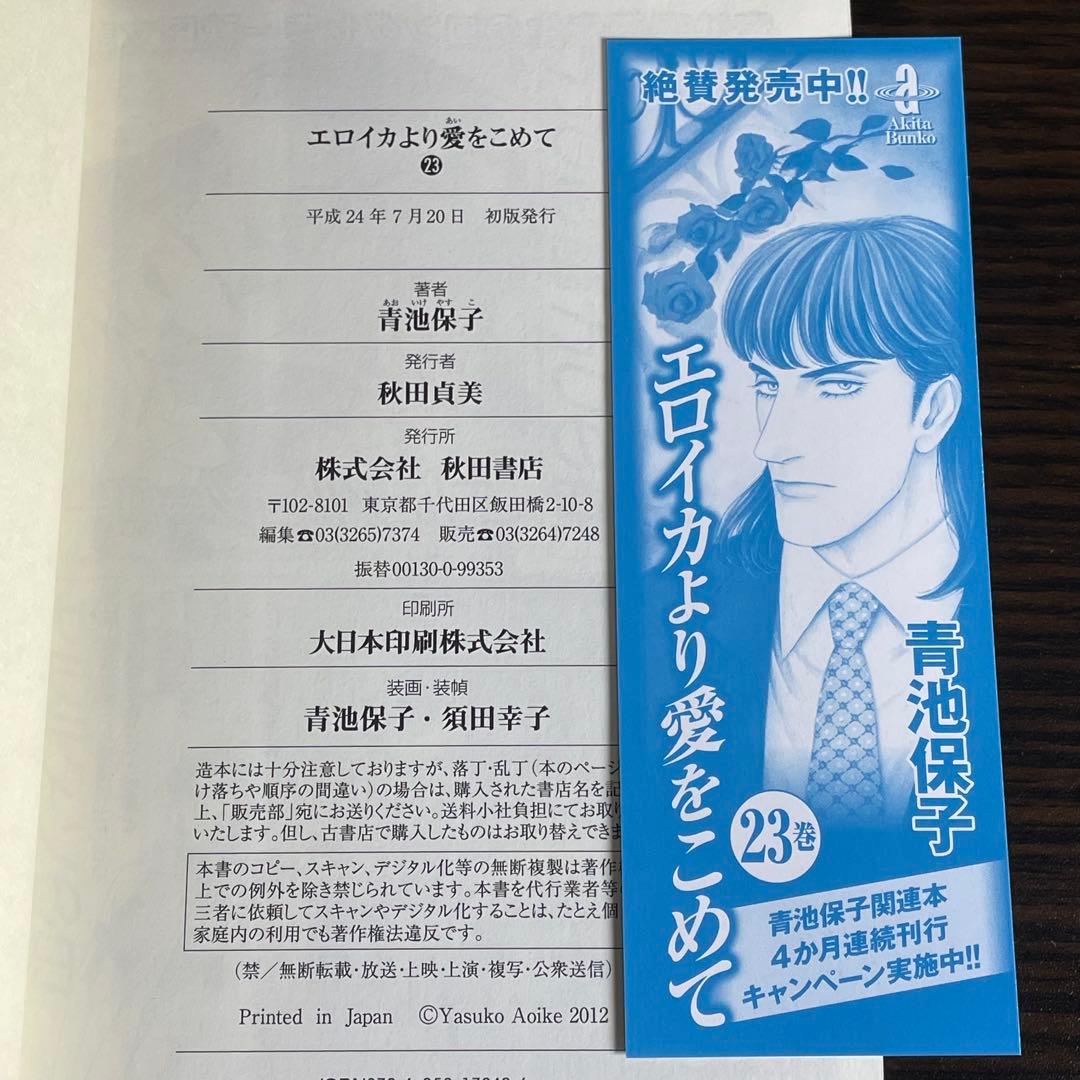 エロイカより愛をこめて
あい
23
平成24年7月20日 初版発行
著者
あお いけ やす こ
青池保子
発行者
秋田貞美
発行所
株式会社 秋田書店
〒102-8101 東京都千代田区飯田橋2-10-8
編集☎03(3265)7374 販売☎03(3264)7248
振替00130-0-99353
印刷所
大日本印刷株式会社
装画・装幀
青池保子・須田幸子
造本には十分注意しておりますが、落丁・乱丁(本のページ
け落ちや順序の間違い)の場合は、購入された書店名を記
上、「販売部」宛にお送りください。送料小社負担にてお取り
いたします。但し、古書店で購入したものはお取り替えできま
本書のコピー、スキャン、デジタル化等の無断複製は著作
上での例外を除き禁じられています。本書を代行業者等
三者に依頼してスキャンやデジタル化することは、たとえ個
家庭内の利用でも著作権法違反です。
(禁/無断転載・放送・上映・上演・複写・公衆送信)
Printed in Japan ©Yasuko Aoike 2012
絶賛発売中!!
a
Akita
Bunko
エロイカより愛をこめて
23巻
青池保子
青池保子関連本
4か月連続刊行
キャンペーン実施中!!